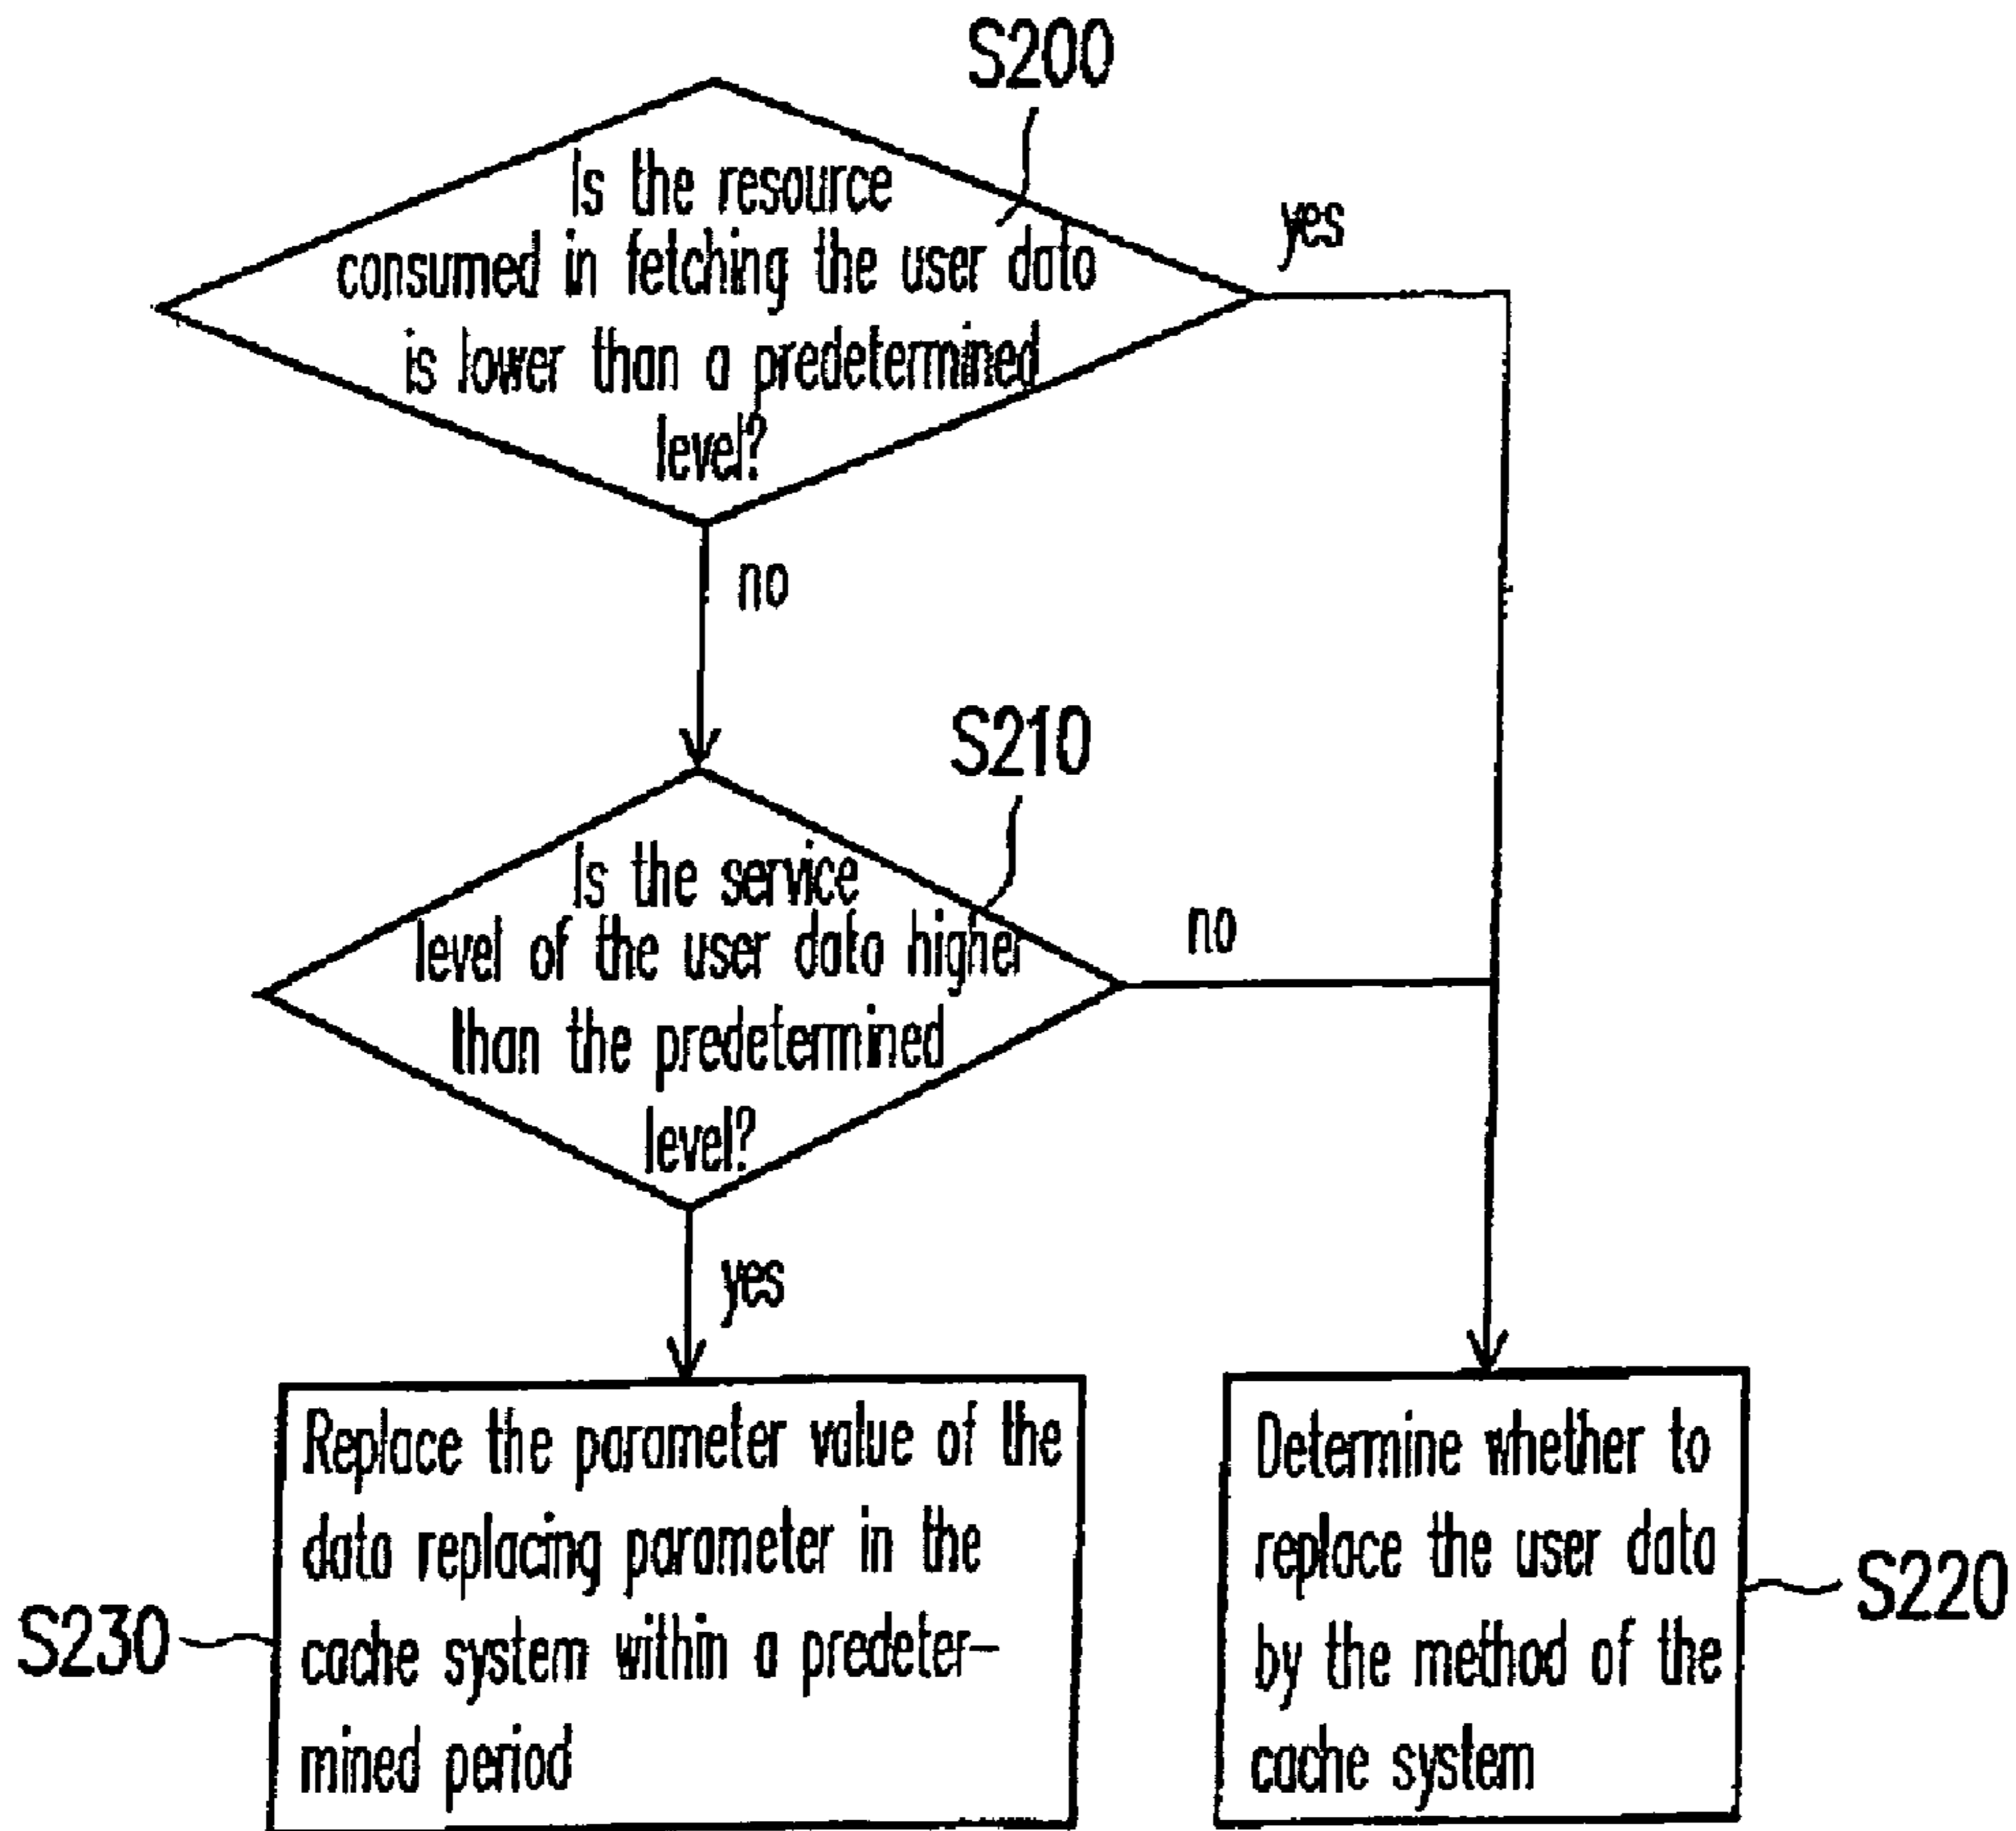 S200
Is the resource
consumed in fetching the user data
is lower than a predetermined
level?
yes
no
S210
Is the service
level of the user data higher
than the predetermined
level?
no
yes
Replace the parameter value of the
data replacing parameter in the
cache system within a predeter-
mined period
S230
Determine whether to
replace the user data
by the method of the
cache system
S220